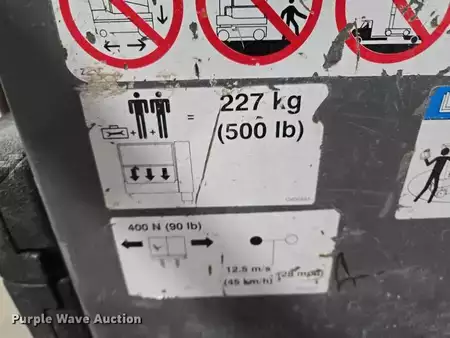 + + = 227 kg
(500 lb)
400 N (90 lb)
12.5 m/s
(45 km/h) (28 mph)
Purple Wave Auction